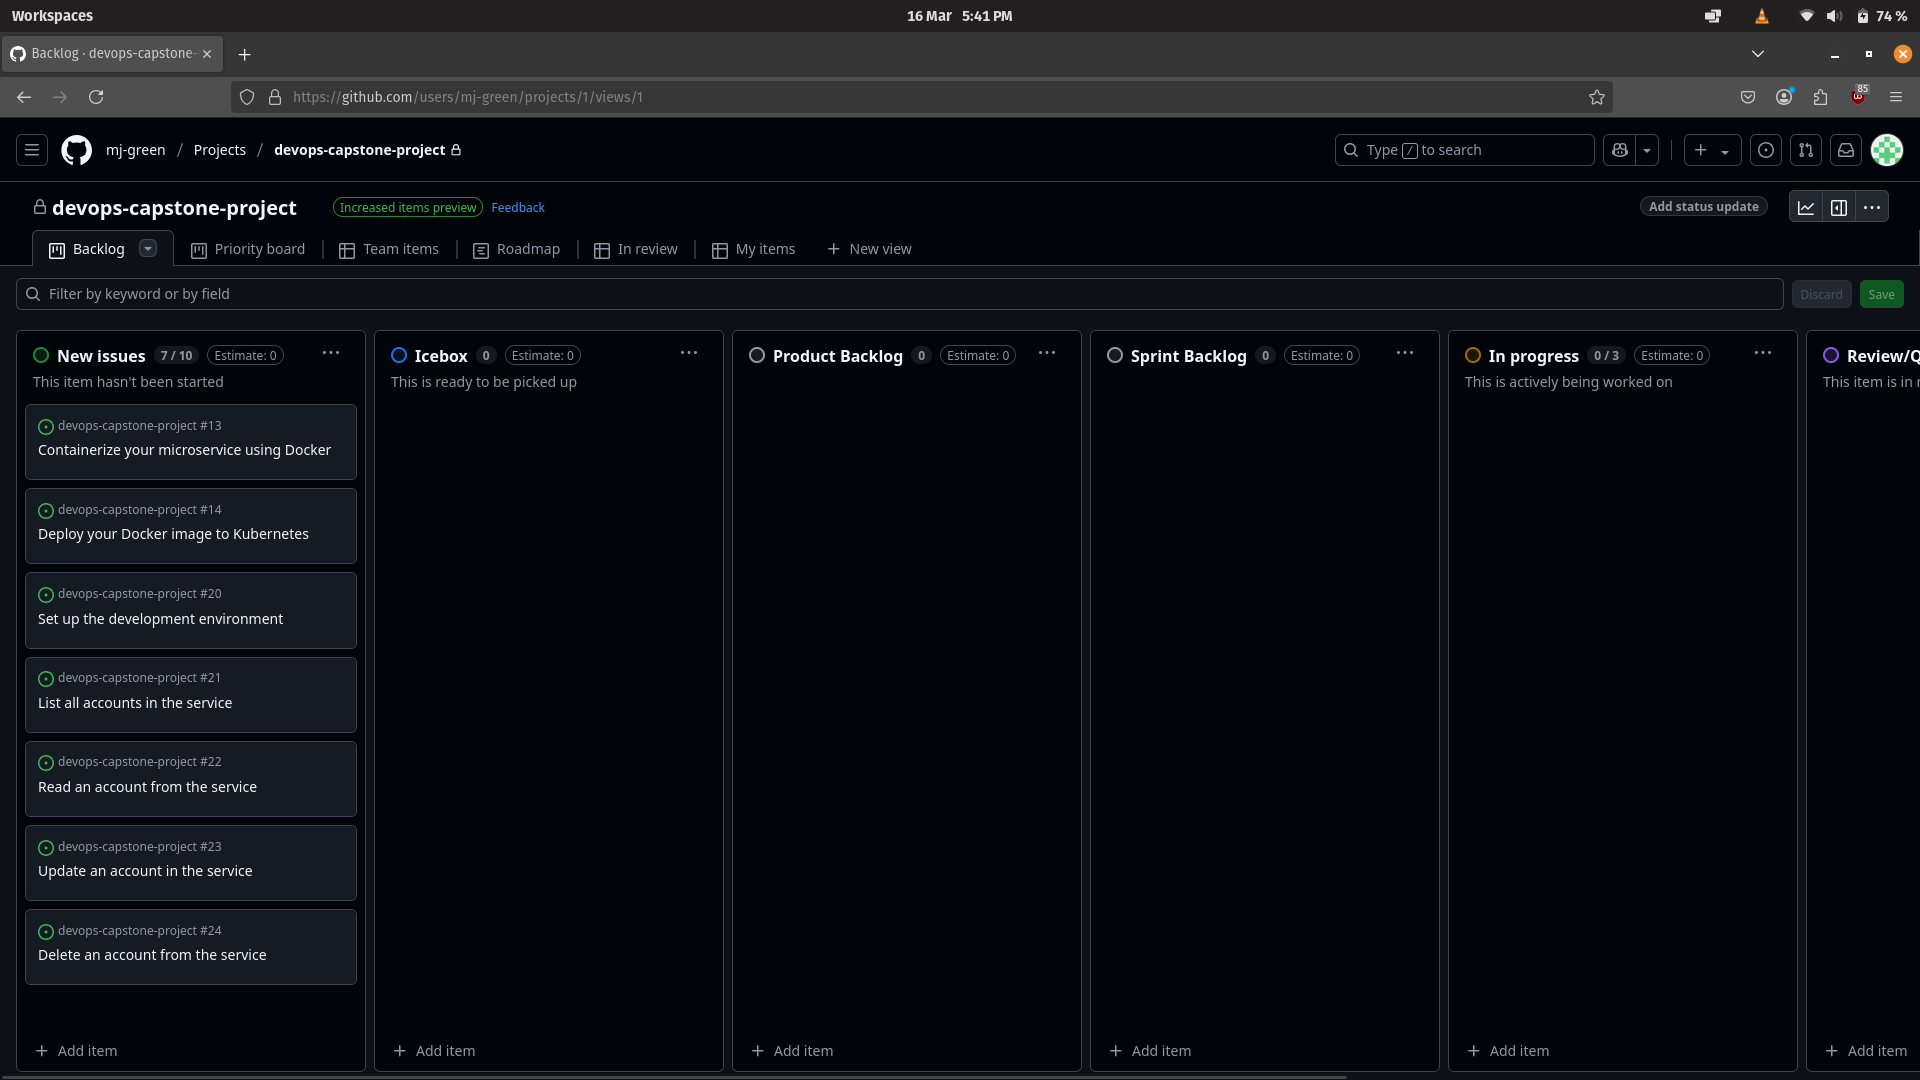 Workspaces
16 Mar 5:41 PM
74 %
Backlog · devops-capstone-
https://github.com/users/mj-green/projects/1/views/1
85
mj-green / Projects / devops-capstone-project
Type / to search
devops-capstone-project
Increased items preview
Feedback
Add status update
Backlog
Priority board
Team items
Roadmap
In review
My items
New view
Filter by keyword or by field
Discard
Save
New issues 7 / 10 Estimate: 0
This item hasn't been started
devops-capstone-project #13
Containerize your microservice using Docker
devops-capstone-project #14
Deploy your Docker image to Kubernetes
devops-capstone-project #20
Set up the development environment
devops-capstone-project #21
List all accounts in the service
devops-capstone-project #22
Read an account from the service
devops-capstone-project #23
Update an account in the service
devops-capstone-project #24
Delete an account from the service
Add item
Icebox 0 Estimate: 0
This is ready to be picked up
Add item
Product Backlog 0 Estimate: 0
Add item
Sprint Backlog 0 Estimate: 0
Add item
In progress 0 / 3 Estimate: 0
This is actively being worked on
Add item
Review/Q
This item is in
Add item